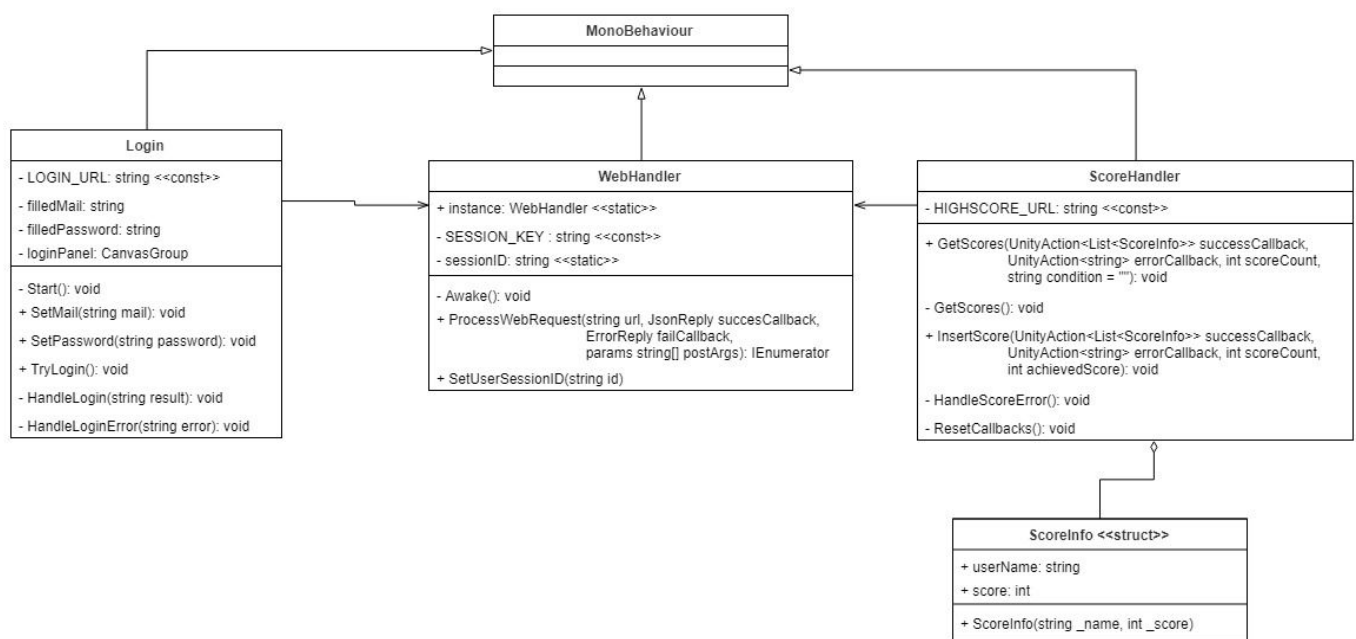 MonoBehaviour
Login
- LOGIN_URL: string <<const>>
- filledMail: string
- filledPassword: string
- loginPanel: CanvasGroup
- Start(): void
+ SetMail(string mail): void
+ SetPassword(string password): void
+ TryLogin(): void
- HandleLogin(string result): void
- HandleLoginError(string error): void
WebHandler
+ instance: WebHandler <<static>>
- SESSION_KEY : string <<const>>
- sessionID: string <<static>>
- Awake(): void
+ ProcessWebRequest(string url, JsonReply succesCallback,
ErrorReply failCallback,
params string[] postArgs): IEnumerator
+ SetUserSessionID(string id)
ScoreHandler
- HIGHSCORE_URL: string <<const>>
+ GetScores(UnityAction<List<ScoreInfo>> successCallback,
UnityAction<string> errorCallback, int scoreCount,
string condition = ""): void
- GetScores(): void
+ InsertScore(UnityAction<List<ScoreInfo>> successCallback,
UnityAction<string> errorCallback, int scoreCount,
int achievedScore): void
- HandleScoreError(): void
- ResetCallbacks(): void
ScoreInfo <<struct>>
+ userName: string
+ score: int
+ ScoreInfo(string _name, int _score)